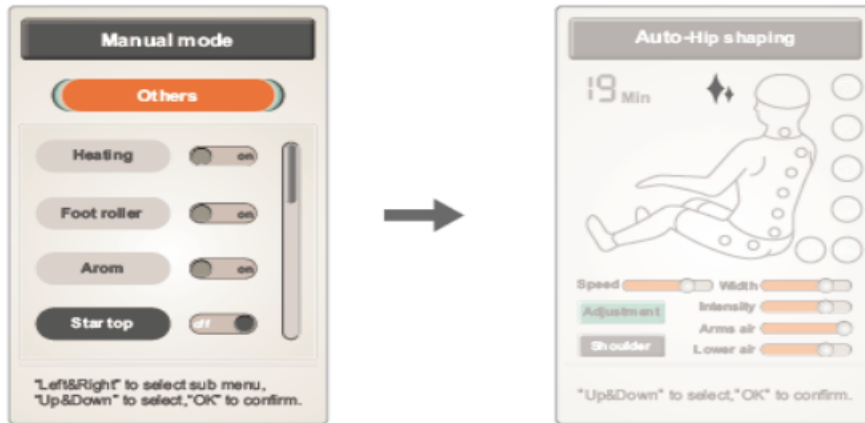 Manual mode
Others
Heating on
Foot roller on
Arom on
Star top off
"Left&Right" to select sub menu,
"Up&Down" to select,"OK" to confirm.
Auto-Hip shaping
19 Min
Speed Width
Adjustment Intensity
Arms air
Shoulder Lower air
"Up&Down" to select,"OK" to confirm.